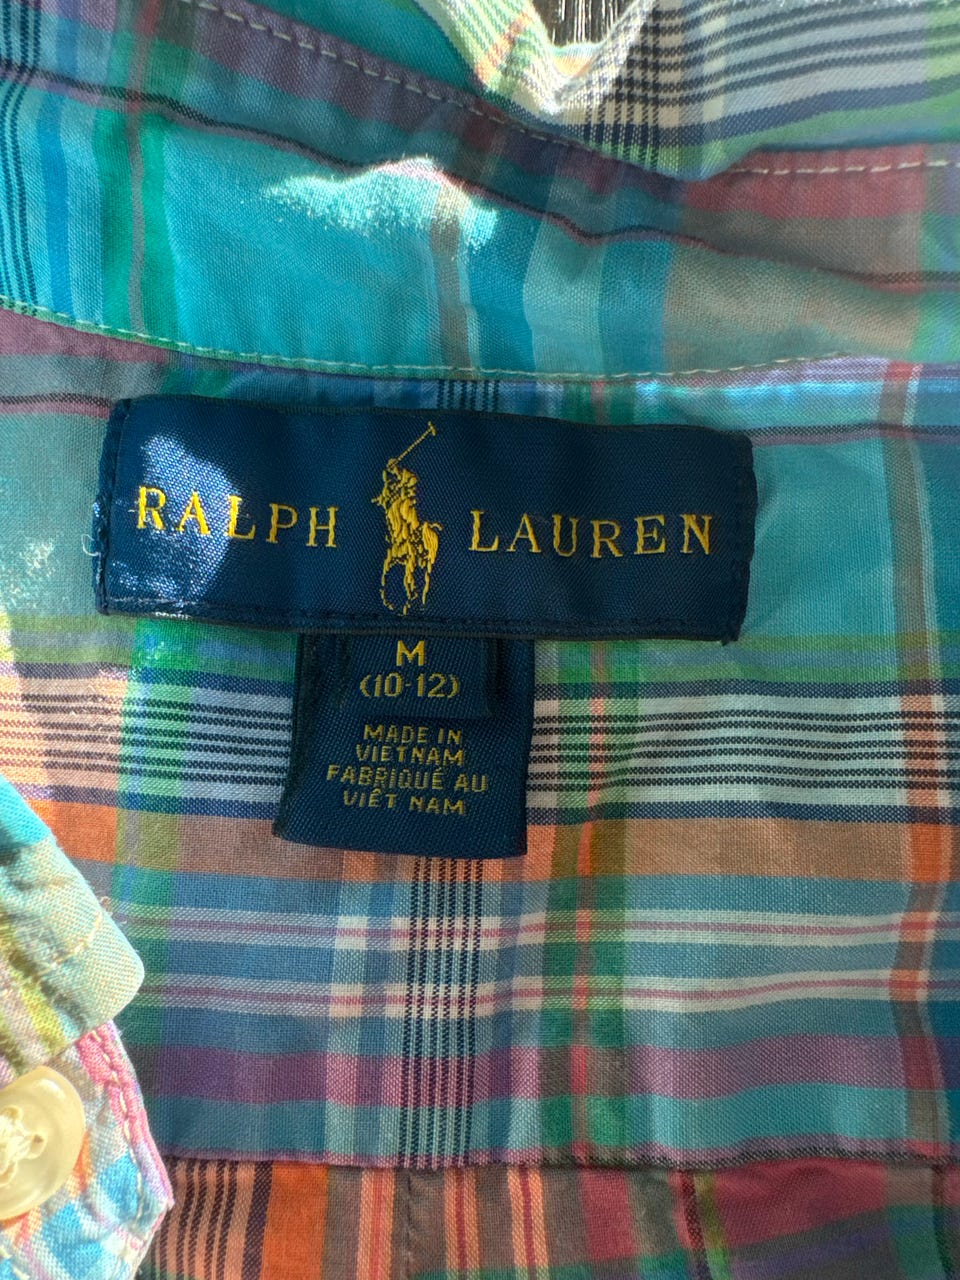 RALPH LAUREN
M
(10-12)
MADE IN
VIETNAM
FABRIQUÉ AU
VIÊT NAM